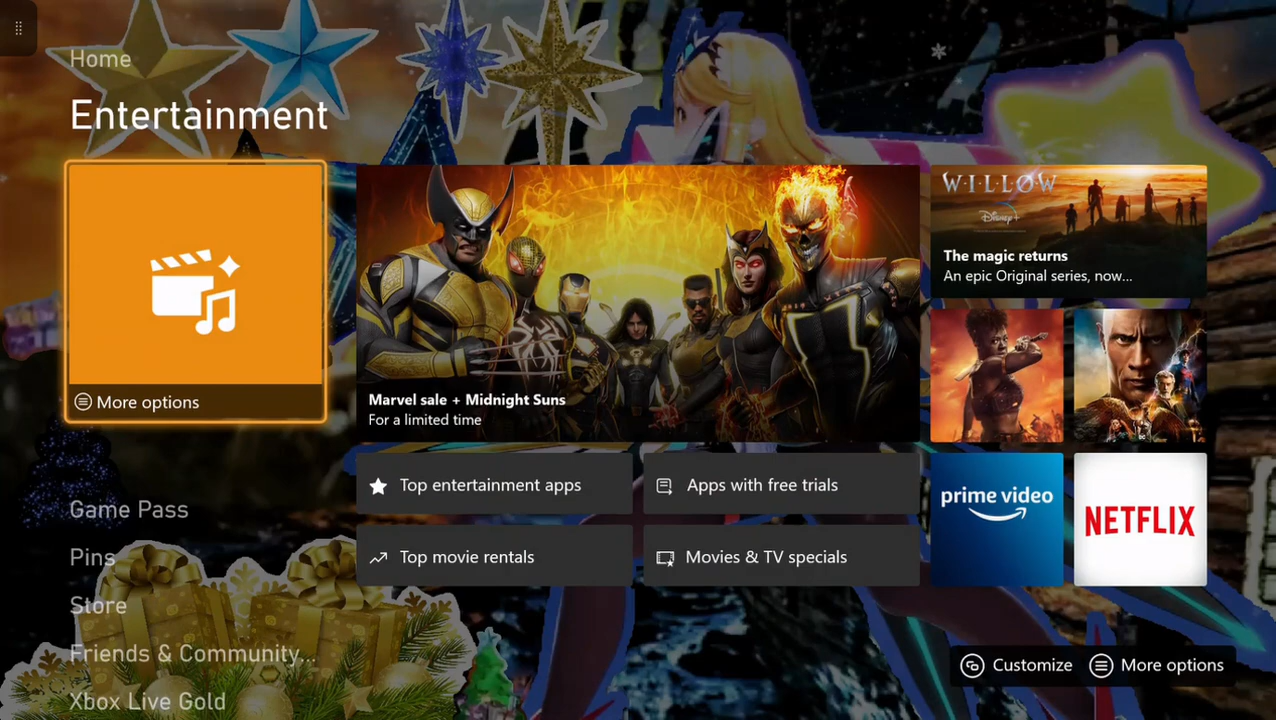 Home
Entertainment
More options
Marvel sale + Midnight Suns
For a limited time
WILLOW
Disney+
The magic returns
An epic Original series, now...
Top entertainment apps
Apps with free trials
Top movie rentals
Movies & TV specials
prime video
NETFLIX
Game Pass
Pins
Store
Friends & Community...
Xbox Live Gold
Customize
More options